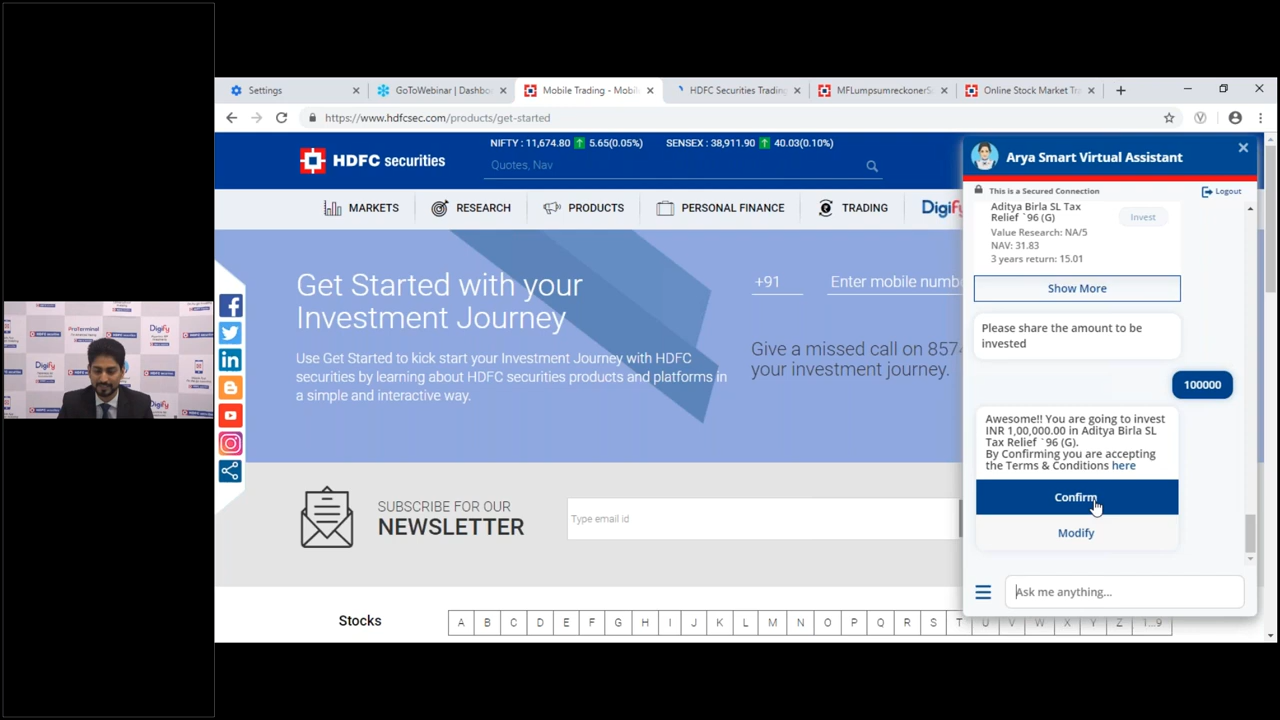 Settings
GoToWebinar | Dashbo
Mobile Trading - Mobil
HDFC Securities Trading
MFLumpsumreckonerS
Online Stock Market Tra
https://www.hdfcsec.com/products/get-started
HDFC securities
NIFTY : 11,674.80 5.65(0.05%) SENSEX : 38,911.90 40.03(0.10%)
Quotes, Nav
MARKETS RESEARCH PRODUCTS PERSONAL FINANCE TRADING Digify
Get Started with your
Investment Journey
Use Get Started to kick start your Investment Journey with HDFC
securities by learning about HDFC securities products and platforms in
a simple and interactive way.
+91 Enter mobile numb
Give a missed call on 857
your investment journey.
SUBSCRIBE FOR OUR
NEWSLETTER
Type email id
Stocks A B C D E F G H I J K L M N O P Q R S T U V W X Y Z 1...9
Arya Smart Virtual Assistant
This is a Secured Connection Logout
Aditya Birla SL Tax
Relief `96 (G)
Invest
Value Research: NA/5
NAV: 31.83
3 years return: 15.01
Show More
Please share the amount to be
invested
100000
Awesome!! You are going to invest
INR 1,00,000.00 in Aditya Birla SL
Tax Relief `96 (G).
By Confirming you are accepting
the Terms & Conditions here
Confirm
Modify
Ask me anything...
ProTerminal
Digify
Digify